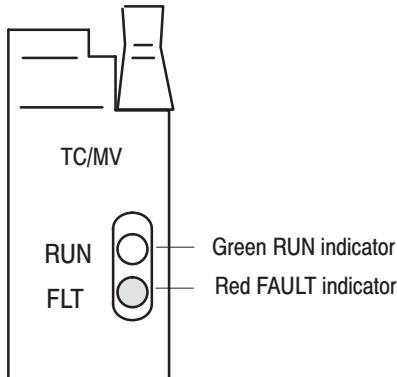 TC/MV
RUN
Green RUN indicator
FLT
Red FAULT indicator